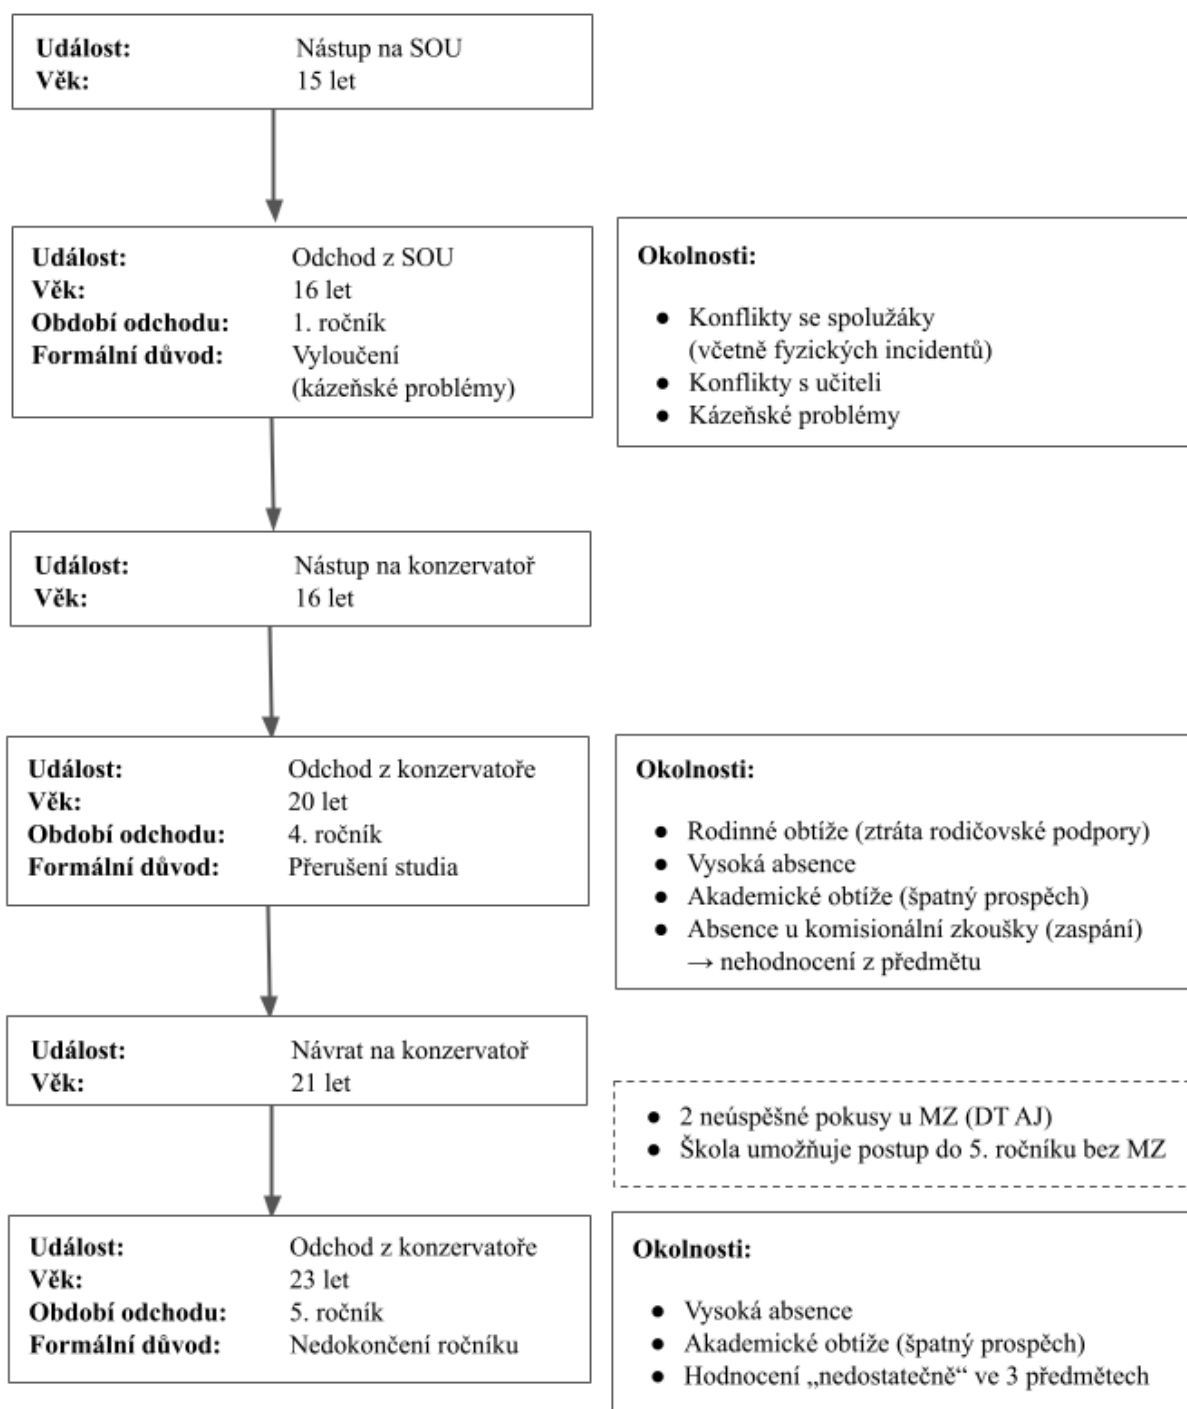 Událost: Nástup na SOU
Věk: 15 let
Událost: Odchod z SOU
Věk: 16 let
Období odchodu: 1. ročník
Formální důvod: Vyloučení
(kázeňské problémy)
Okolnosti:
● Konflikty se spolužáky
(včetně fyzických incidentů)
● Konflikty s učiteli
● Kázeňské problémy
Událost: Nástup na konzervatoř
Věk: 16 let
Událost: Odchod z konzervatoře
Věk: 20 let
Období odchodu: 4. ročník
Formální důvod: Přerušení studia
Okolnosti:
● Rodinné obtíže (ztráta rodičovské podpory)
● Vysoká absence
● Akademické obtíže (špatný prospěch)
● Absence u komisionální zkoušky (zaspání)
→ nehodnocení z předmětu
Událost: Návrat na konzervatoř
Věk: 21 let
● 2 neúspěšné pokusy u MZ (DT AJ)
● Škola umožňuje postup do 5. ročníku bez MZ
Událost: Odchod z konzervatoře
Věk: 23 let
Období odchodu: 5. ročník
Formální důvod: Nedokončení ročníku
Okolnosti:
● Vysoká absence
● Akademické obtíže (špatný prospěch)
● Hodnocení „nedostatečně“ ve 3 předmětech